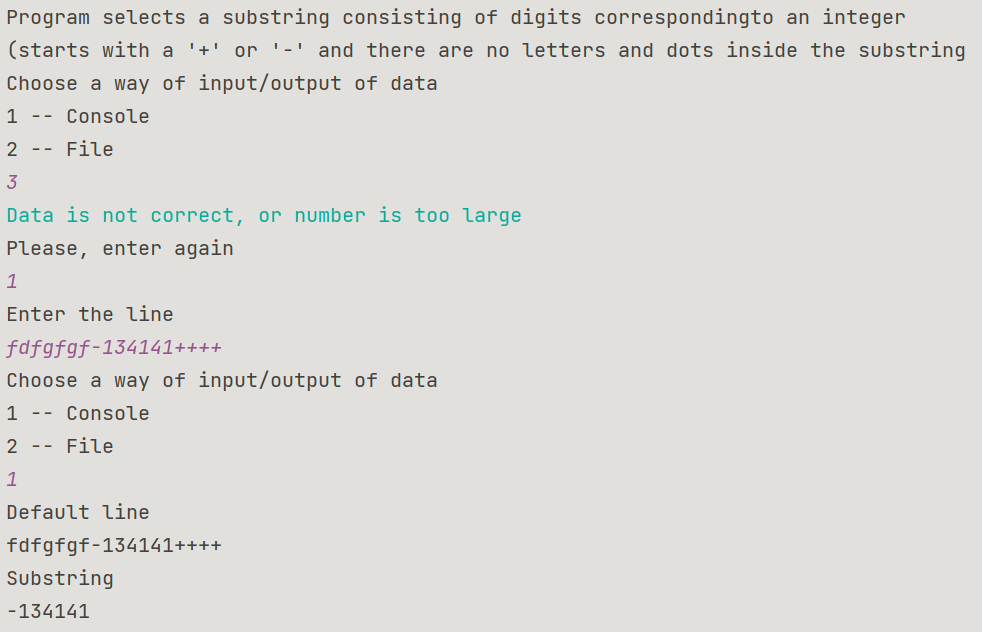 Program selects a substring consisting of digits correspondingto an integer
(starts with a '+' or '-' and there are no letters and dots inside the substring
Choose a way of input/output of data
1 -- Console
2 -- File
3
Data is not correct, or number is too large
Please, enter again
1
Enter the line
fdfgfgf-134141++++
Choose a way of input/output of data
1 -- Console
2 -- File
1
Default line
fdfgfgf-134141++++
Substring
-134141